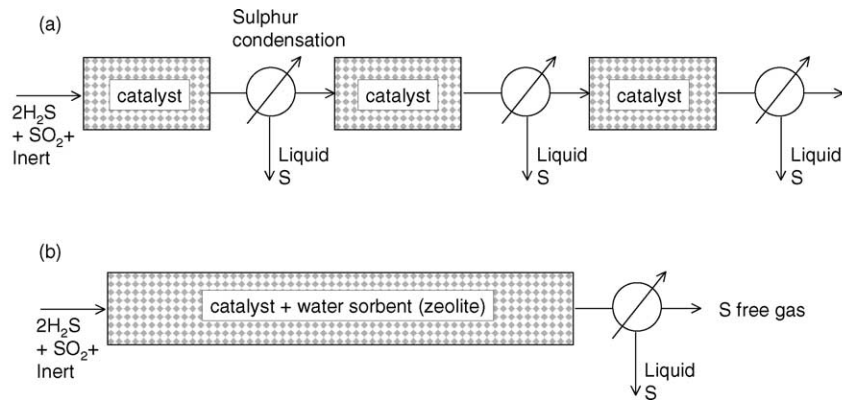 (a)
Sulphur
condensation
catalyst
catalyst
catalyst
2H₂S
+ SO₂+
Inert
Liquid
S
Liquid
S
Liquid
S
(b)
catalyst + water sorbent (zeolite)
S free gas
2H₂S
+ SO₂+
Inert
Liquid
S